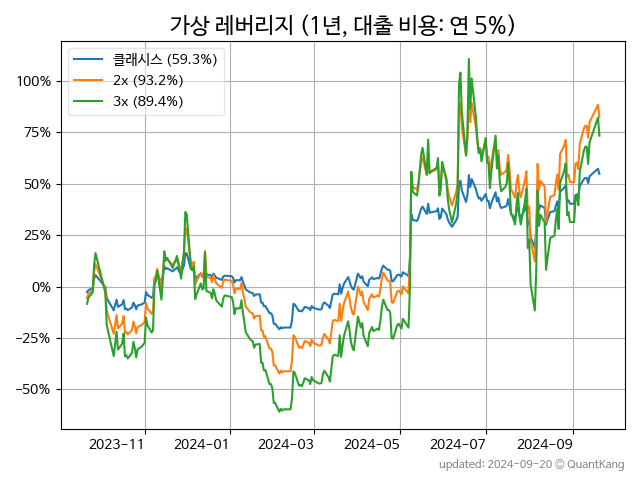 가상 레버리지 (1년, 대출 비용: 연 5%)
클래시스 (59.3%)
2x (93.2%)
3x (89.4%)
100%
75%
50%
25%
0%
−25%
−50%
2023-11
2024-01
2024-03
2024-05
2024-07
2024-09
updated: 2024-09-20 © QuantKang